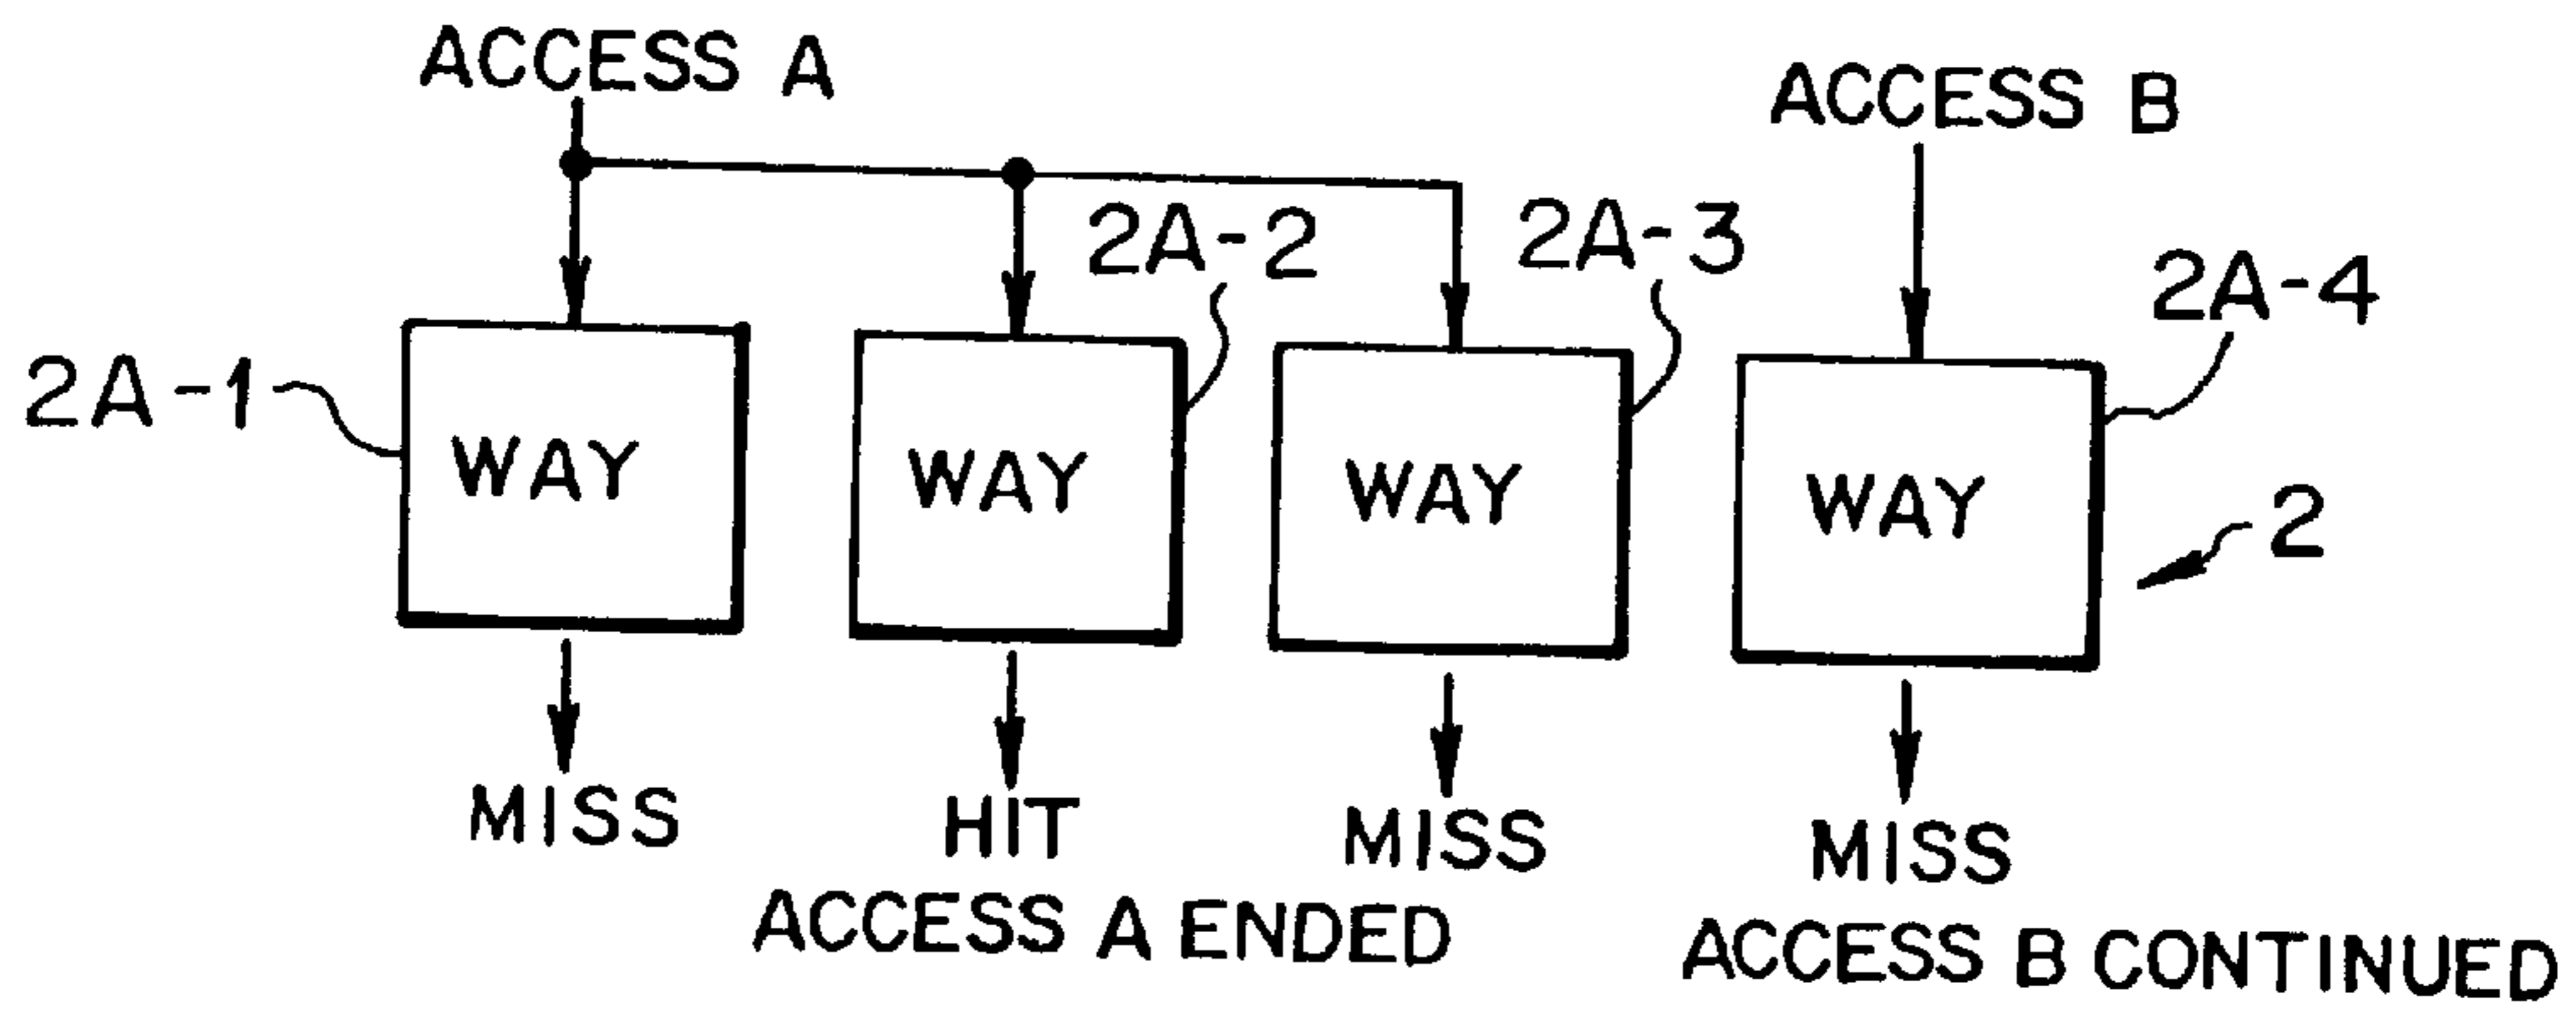 ACCESS A
ACCESS B
2A-1
2A-2
2A-3
2A-4
WAY
WAY
WAY
WAY
2
MISS
HIT
MISS
MISS
ACCESS A ENDED
ACCESS B CONTINUED